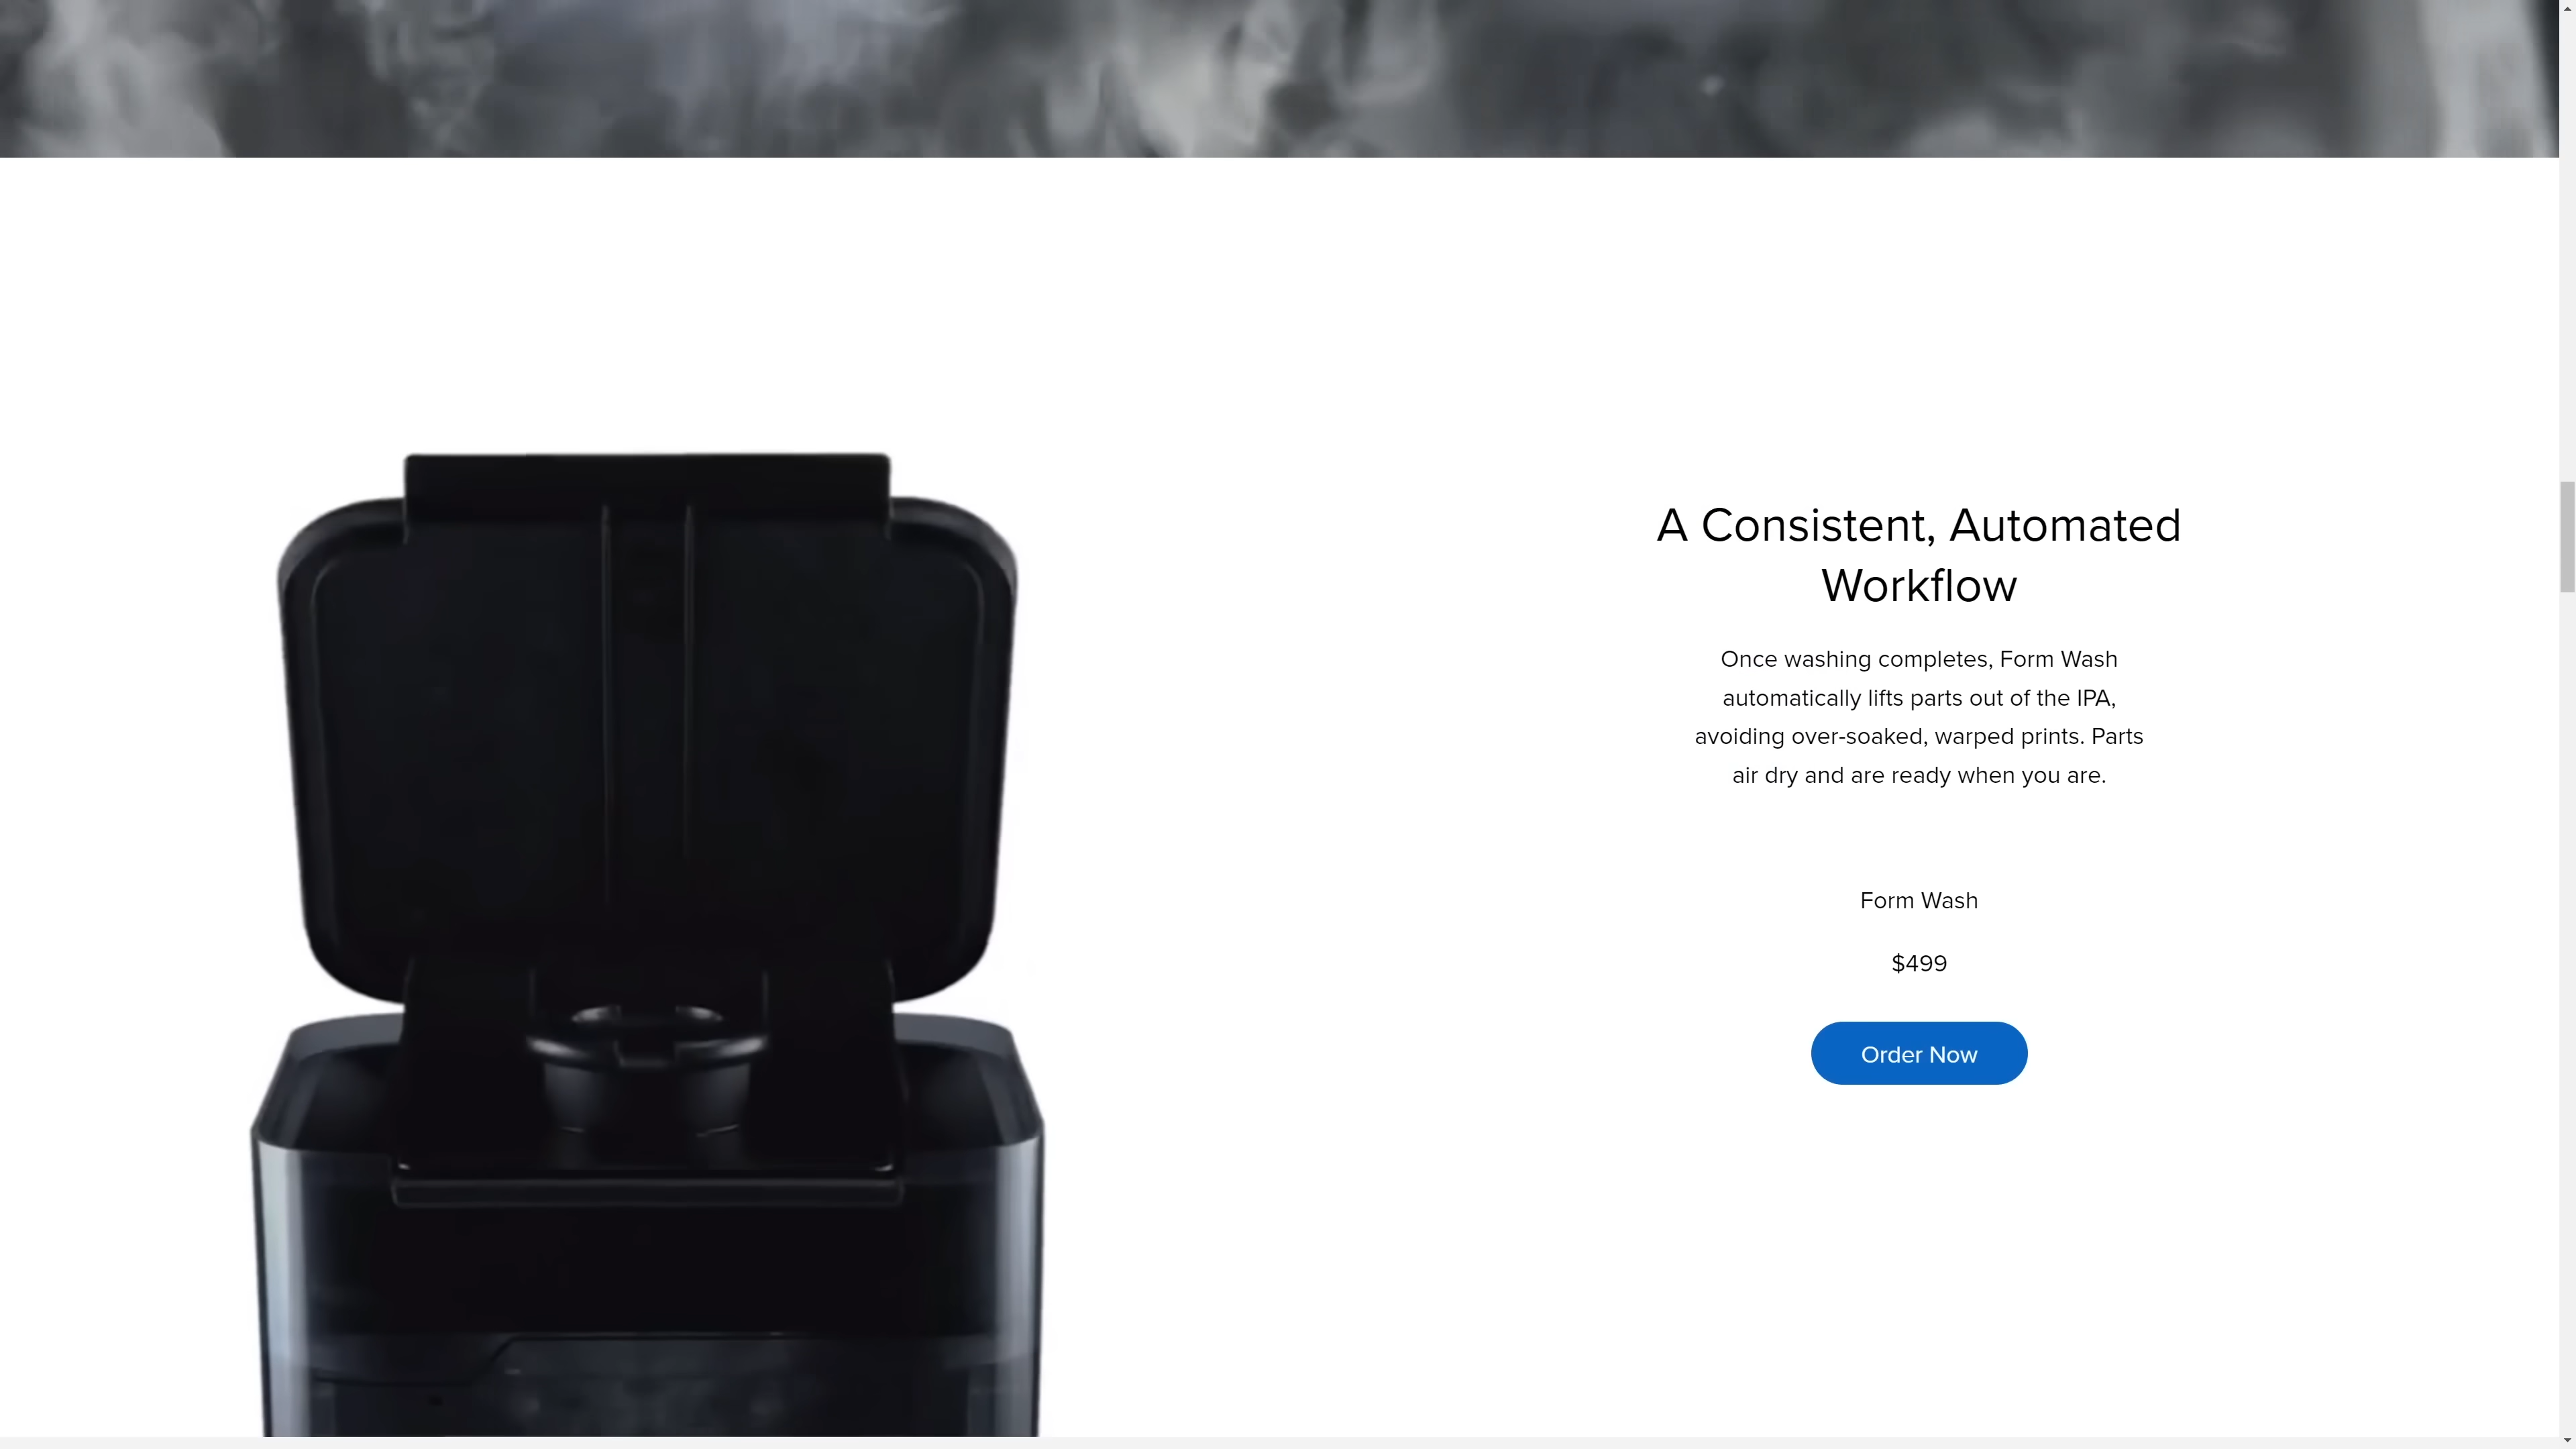 A Consistent, Automated
Workflow
Once washing completes, Form Wash
automatically lifts parts out of the IPA,
avoiding over-soaked, warped prints. Parts
air dry and are ready when you are.
Form Wash
$499
Order Now